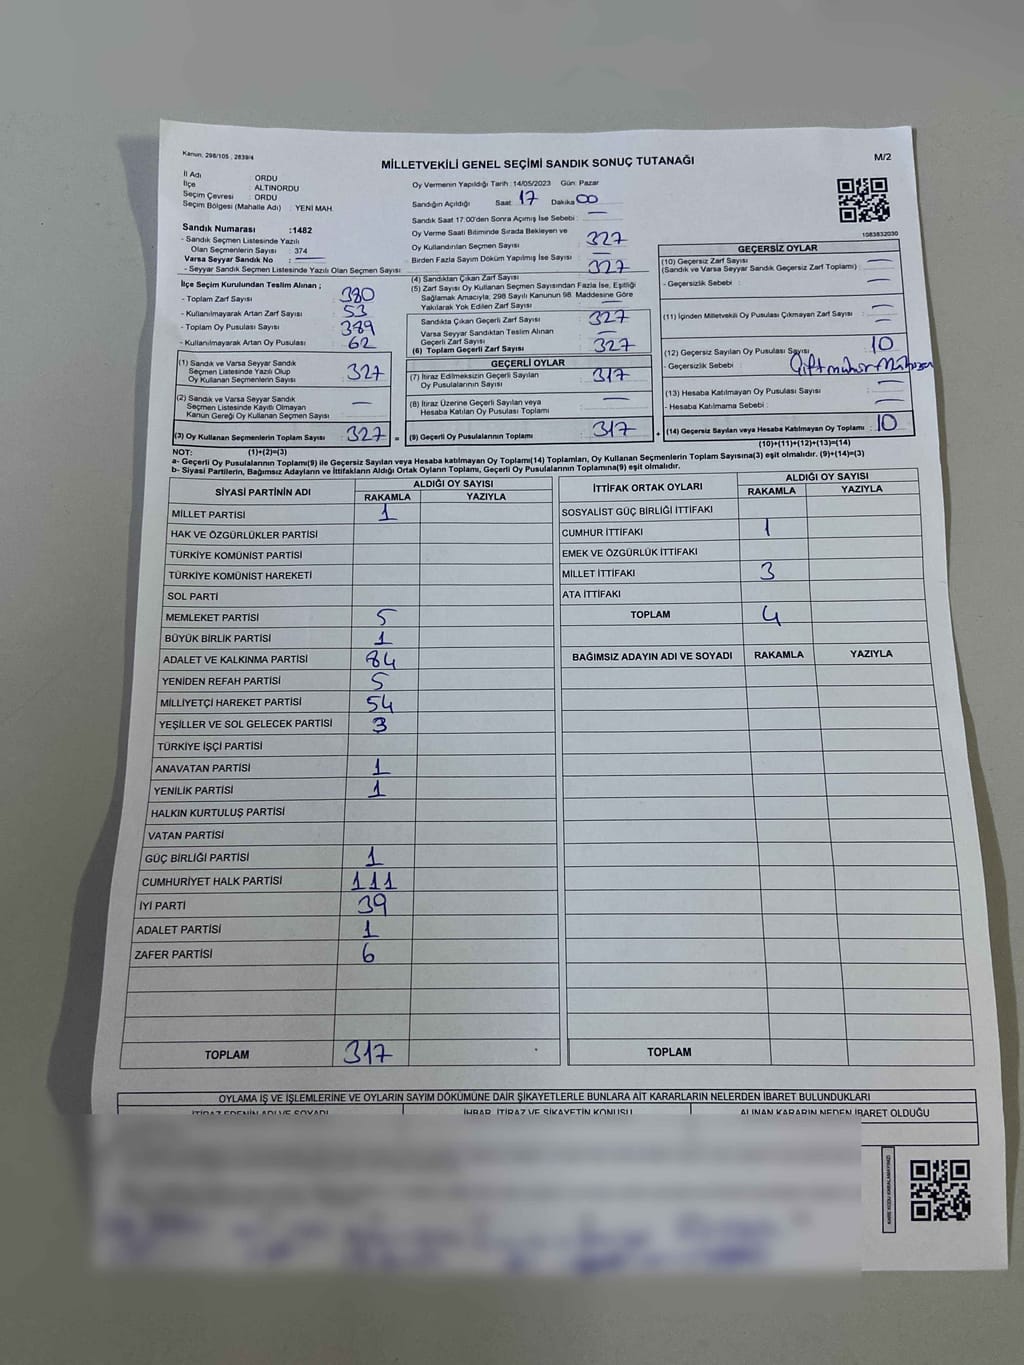 Kanun: 298/105 , 2839/4
MİLLETVEKİLİ GENEL SEÇİMİ SANDIK SONUÇ TUTANAĞI
M/2
İl Adı : ORDU
İlçe : ALTINORDU
Seçim Çevresi : ORDU
Seçim Bölgesi (Mahalle Adı) : YENİ MAH.
Sandık Numarası :1482
- Sandık Seçmen Listesinde Yazılı
Olan Seçmenlerin Sayısı : 374
Varsa Seyyar Sandık No :
- Seyyar Sandık Seçmen Listesinde Yazılı Olan Seçmen Sayısı
Oy Vermenin Yapıldığı Tarih : 14/05/2023 Gün: Pazar
Sandığın Açıldığı Saat: 17 Dakika: 00
Sandık Saat 17:00'den Sonra Açılmış İse Sebebi : —
Oy Verme Saati Bitiminde Sırada Bekleyen ve
Oy Kullandırılan Seçmen Sayısı : 327
Birden Fazla Sayım Döküm Yapılmış İse Sayısı : —
1083832030
İlçe Seçim Kurulundan Teslim Alınan ;
- Toplam Zarf Sayısı : 380
- Kullanılmayarak Artan Zarf Sayısı : 53
- Toplam Oy Pusulası Sayısı : 389
- Kullanılmayarak Artan Oy Pusulası : 62
(1) Sandık ve Varsa Seyyar Sandık
Seçmen Listesinde Yazılı Olup
Oy Kullanan Seçmenlerin Sayısı : 327
(2) Sandık ve Varsa Seyyar Sandık
Seçmen Listesinde Kayıtlı Olmayan
Kanun Gereği Oy Kullanan Seçmen Sayısı : —
(3) Oy Kullanan Seçmenlerin Toplam Sayısı : 327 =
(4) Sandıktan Çıkan Zarf Sayısı : 327
(5) Zarf Sayısı Oy Kullanan Seçmen Sayısından Fazla İse, Eşitliği
Sağlamak Amacıyla, 298 Sayılı Kanunun 98. Maddesine Göre
Yakılarak Yok Edilen Zarf Sayısı : —
Sandıkta Çıkan Geçerli Zarf Sayısı : 327
Varsa Seyyar Sandıktan Teslim Alınan
Geçerli Zarf Sayısı : —
(6) Toplam Geçerli Zarf Sayısı : 327
GEÇERLİ OYLAR
(7) İtiraz Edilmeksizin Geçerli Sayılan
Oy Pusulalarının Sayısı : 317
(8) İtiraz Üzerine Geçerli Sayılan veya
Hesaba Katılan Oy Pusulası Toplamı : —
(9) Geçerli Oy Pusulalarının Toplamı : 317 +
GEÇERSİZ OYLAR
(10) Geçersiz Zarf Sayısı : —
(Sandık ve Varsa Seyyar Sandık Geçersiz Zarf Toplamı) :
- Geçersizlik Sebebi : —
(11) İçinden Milletvekili Oy Pusulası Çıkmayan Zarf Sayısı : —
(12) Geçersiz Sayılan Oy Pusulası Sayısı : 10
- Geçersizlik Sebebi :
(13) Hesaba Katılmayan Oy Pusulası Sayısı : —
- Hesaba Katılmama Sebebi : —
(14) Geçersiz Sayılan veya Hesaba Katılmayan Oy Toplamı : 10
(1)+(2)=(3)
(10)+(11)+(12)+(13)=(14)
NOT:
a- Geçerli Oy Pusulalarının Toplamı(9) ile Geçersiz Sayılan veya Hesaba Katılmayan Oy Toplamı(14) Toplamları, Oy Kullanan Seçmenlerin Toplam Sayısına(3) eşit olmalıdır. (9)+(14)=(3)
b- Siyasi Partilerin, Bağımsız Adayların ve İttifakların Aldığı Ortak Oyların Toplamı, Geçerli Oy Pusulalarının Toplamına(9) eşit olmalıdır.
SİYASİ PARTİNİN ADI
ALDIĞI OY SAYISI
RAKAMLA YAZIYLA
MİLLET PARTİSİ 1
HAK VE ÖZGÜRLÜKLER PARTİSİ
TÜRKİYE KOMÜNİST PARTİSİ
TÜRKİYE KOMÜNİST HAREKETİ
SOL PARTİ
MEMLEKET PARTİSİ 5
BÜYÜK BİRLİK PARTİSİ 1
ADALET VE KALKINMA PARTİSİ 84
YENİDEN REFAH PARTİSİ 5
MİLLİYETÇİ HAREKET PARTİSİ 54
YEŞİLLER VE SOL GELECEK PARTİSİ 3
TÜRKİYE İŞÇİ PARTİSİ
ANAVATAN PARTİSİ 1
YENİLİK PARTİSİ 1
HALKIN KURTULUŞ PARTİSİ
VATAN PARTİSİ
GÜÇ BİRLİĞİ PARTİSİ 1
CUMHURİYET HALK PARTİSİ 111
İYİ PARTİ 39
ADALET PARTİSİ 1
ZAFER PARTİSİ 6
TOPLAM 317
İTTİFAK ORTAK OYLARI
ALDIĞI OY SAYISI
RAKAMLA YAZIYLA
SOSYALİST GÜÇ BİRLİĞİ İTTİFAKI
CUMHUR İTTİFAKI 1
EMEK VE ÖZGÜRLÜK İTTİFAKI
MİLLET İTTİFAKI 3
ATA İTTİFAKI
TOPLAM 4
BAĞIMSIZ ADAYIN ADI VE SOYADI RAKAMLA YAZIYLA
TOPLAM
OYLAMA İŞ VE İŞLEMLERİNE VE OYLARIN SAYIM DÖKÜMÜNE DAİR ŞİKAYETLERLE BUNLARA AİT KARARLARIN NELERDEN İBARET BULUNDUKLARI
İTİRAZ EDENİN ADI VE SOYADI İHBAR, İTİRAZ VE ŞİKAYETİN KONUSU ALINAN KARARIN NEDEN İBARET OLDUĞU
KARE KODU KARALAMAYINIZ